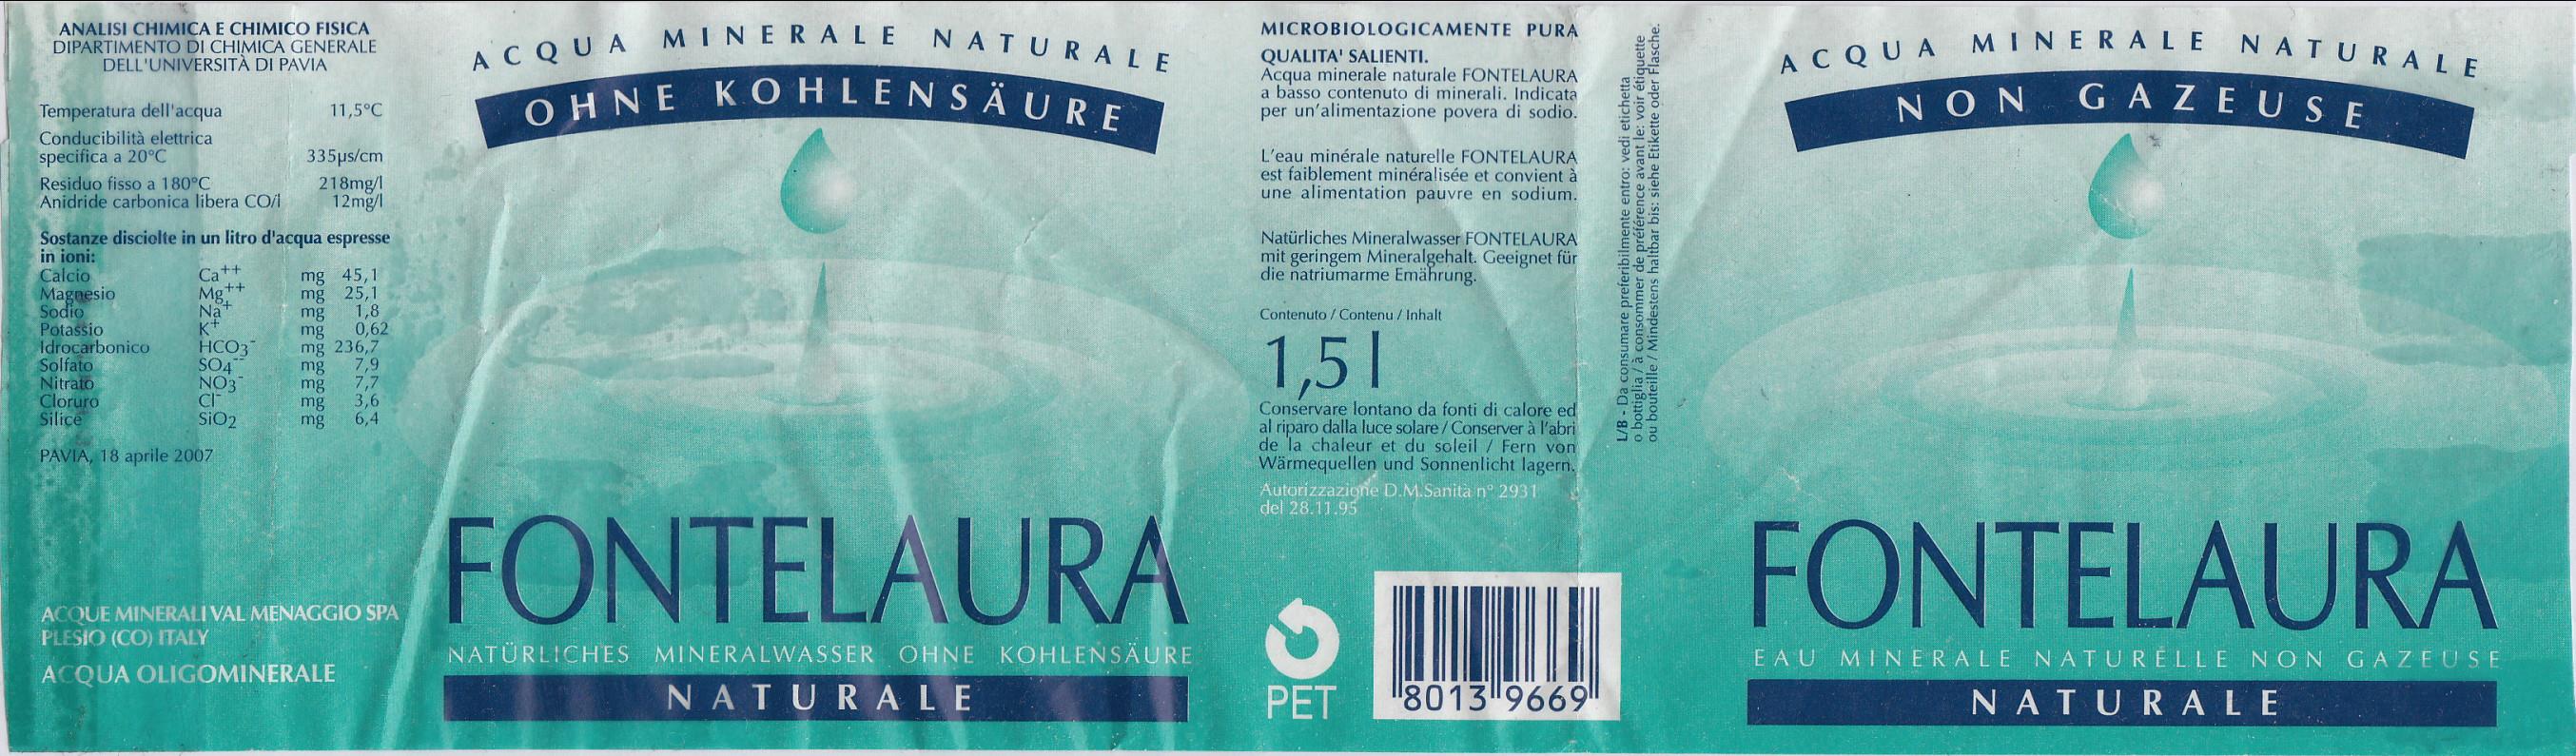 ANALISI CHIMICA E CHIMICO FISICA
DIPARTIMENTO DI CHIMICA GENERALE
DELL'UNIVERSITÀ DI PAVIA
Temperatura dell'acqua 11,5°C
Conducibilità elettrica
specifica a 20°C 335µs/cm
Residuo fisso a 180°C 218mg/l
Anidride carbonica libera CO/l 12mg/l
Sostanze disciolte in un litro d'acqua espresse
in ioni:
Calcio Ca++ mg 45,1
Magnesio Mg++ mg 25,1
Sodio Na+ mg 1,8
Potassio K+ mg 0,62
Idrocarbonico HCO3- mg 236,7
Solfato SO4-- mg 7,9
Nitrato NO3- mg 7,7
Cloruro Cl- mg 3,6
Silice SiO2 mg 6,4
PAVIA, 18 aprile 2007
ACQUE MINERALI VAL MENAGGIO SPA
PLESIO (CO) ITALY
ACQUA OLIGOMINERALE
ACQUA MINERALE NATURALE
OHNE KOHLENSÄURE
FONTELAURA
NATÜRLICHES MINERALWASSER OHNE KOHLENSÄURE
NATURALE
MICROBIOLOGICAMENTE PURA
QUALITA' SALIENTI.
Acqua minerale naturale FONTELAURA
a basso contenuto di minerali. Indicata
per un'alimentazione povera di sodio.
L'eau minérale naturelle FONTELAURA
est faiblement minéralisée et convient à
une alimentation pauvre en sodium.
Natürliches Mineralwasser FONTELAURA
mit geringem Mineralgehalt. Geeignet für
die natriumarme Ernährung.
Contenuto / Contenu / Inhalt
1,5 l
Conservare lontano da fonti di calore ed
al riparo dalla luce solare / Conserver à l'abri
de la chaleur et du soleil / Fern von
Wärmequellen und Sonnenlicht lagern.
Autorizzazione D.M.Sanità n° 2931
del 28.11.95
PET
8013 9669
L/B - Da consumare preferibilmente entro: vedi etichetta
o bottiglia / à consommer de préférence avant le: voir étiquette
ou bouteille / Mindestens haltbar bis: siehe Etikette oder Flasche.
ACQUA MINERALE NATURALE
NON GAZEUSE
FONTELAURA
EAU MINERALE NATURELLE NON GAZEUSE
NATURALE